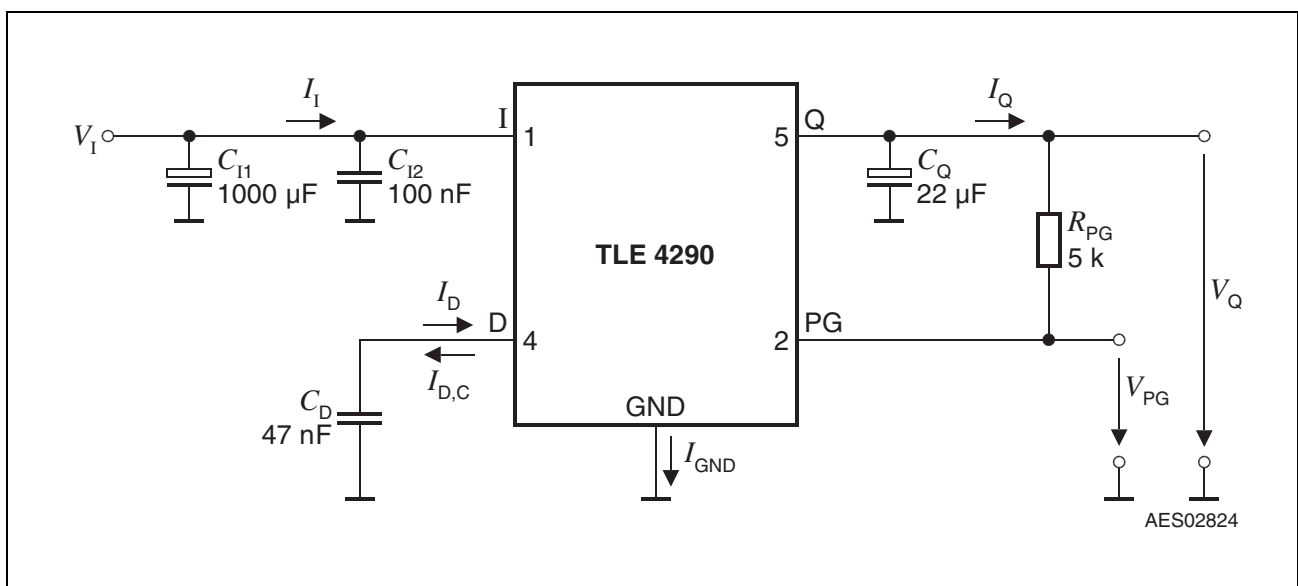 I_I
V_I
I
1
C_I1
1000 µF
C_I2
100 nF
TLE 4290
Q
5
I_Q
C_Q
22 µF
R_PG
5 k
V_Q
I_D
D
4
I_D,C
C_D
47 nF
PG
2
V_PG
GND
I_GND
AES02824